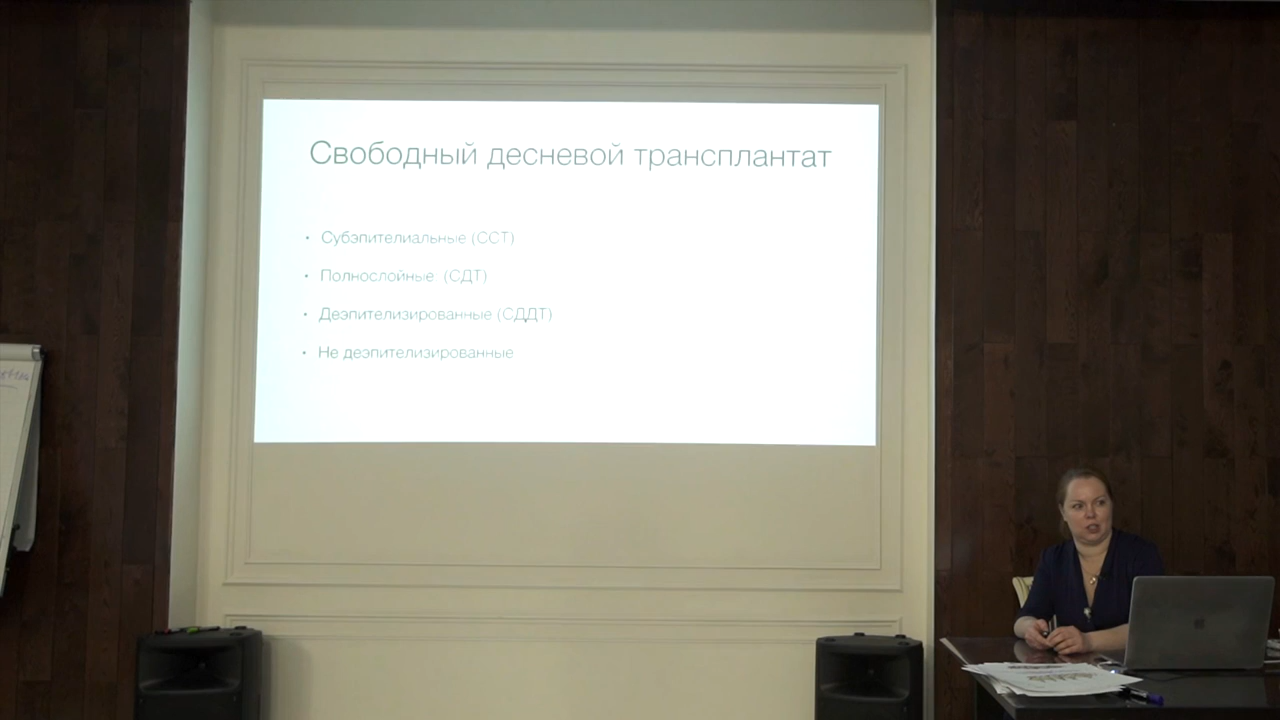 Свободный десневой трансплантат
• Субэпителиальные (ССТ)
• Полнослойные (СДТ)
• Деэпителизированные (СДДТ)
• Не деэпителизированные